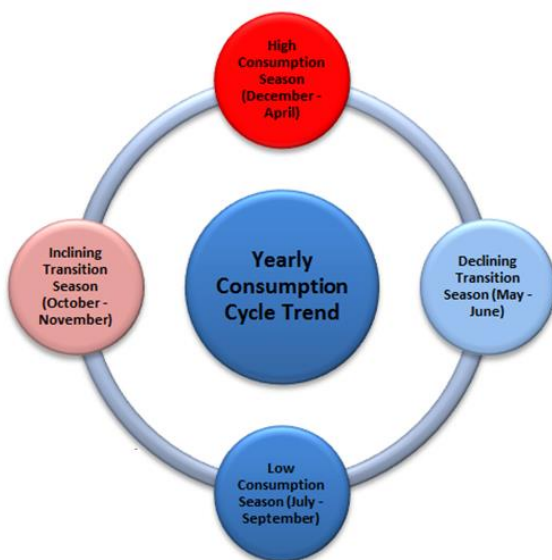 High
Consumption
Season
(December -
April)
Inclining
Transition
Season
(October -
November)
Yearly
Consumption
Cycle Trend
Declining
Transition
Season (May -
June)
Low
Consumption
Season (July -
September)